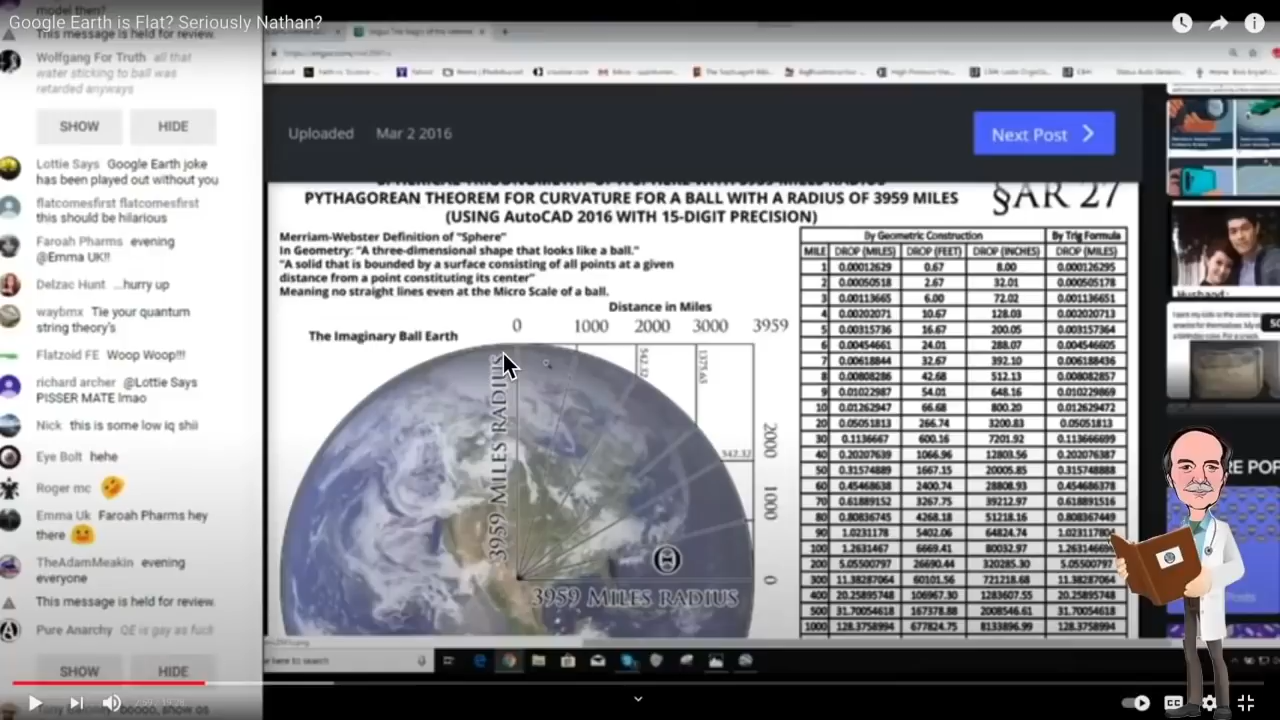 Google Earth is Flat? Seriously Nathan?
model then?
This message is held for review.
Wolfgang For Truth all that
water sticking to ball was
retarded anyways
SHOW HIDE
Lottie Says Google Earth joke
has been played out without you
flatcomesfirst flatcomesfirst
this should be hilarious
Faroah Pharms evening
@Emma UK!!
Delzac Hunt ...hurry up
waybmx Tie your quantum
string theory's
Flatzoid FE Woop Woop!!!
richard archer @Lottie Says
PISSER MATE lmao
Nick this is some low iq shii
Eye Bolt hehe
Roger mc
Emma Uk Faroah Pharms hey
there
TheAdamMeakin evening
everyone
This message is held for review.
Pure Anarchy
SHOW HIDE
Uploaded Mar 2 2016
Next Post
PYTHAGOREAN THEOREM FOR CURVATURE FOR A BALL WITH A RADIUS OF 3959 MILES
(USING AutoCAD 2016 WITH 15-DIGIT PRECISION)
§AR 27
Merriam-Webster Definition of "Sphere"
In Geometry: "A three-dimensional shape that looks like a ball."
"A solid that is bounded by a surface consisting of all points at a given
distance from a point constituting its center"
Meaning no straight lines even at the Micro Scale of a ball.
Distance in Miles
0 1000 2000 3000 3959
The Imaginary Ball Earth
3959 MILES RADIUS
542.32
1375.63
542.32
2000
1000
0
Θ
3959 MILES RADIUS
By Geometric Construction By Trig Formula
MILE DROP (MILES) DROP (FEET) DROP (INCHES) DROP (MILES)
1 0.00012629 0.67 8.00 0.000126295
2 0.00050518 2.67 32.01 0.000505178
3 0.00113665 6.00 72.02 0.001136651
4 0.00202071 10.67 128.03 0.002020713
5 0.00315736 16.67 200.05 0.003157364
6 0.00454661 24.01 288.07 0.004546605
7 0.00618844 32.67 392.10 0.006188436
8 0.00808286 42.68 512.13 0.008082857
9 0.01022987 54.01 648.16 0.010229869
10 0.01262947 66.68 800.20 0.012629472
20 0.05051813 266.74 3200.83 0.05051813
30 0.1136667 600.16 7201.92 0.113666699
40 0.20207639 1066.96 12803.56 0.202076387
50 0.31574889 1667.15 20005.85 0.315748888
60 0.45468638 2400.74 28808.93 0.454686378
70 0.61889152 3267.75 39212.97 0.618891516
80 0.80836745 4268.18 51218.16 0.808367449
90 1.0231178 5402.06 64824.74 1.023117804
100 1.2631467 6669.41 80032.97
200 5.05500797 26690.44 320285.30 5.05500797
300 11.38287064 60101.56 721218.68 11.38287064
400 20.25895748 106967.30 1283607.55 20.25895748
500 31.70054618 167378.88 2008546.61 31.70054618
1000 128.3758994 677824.75 8133896.99 128.3758994
RE POP
CC